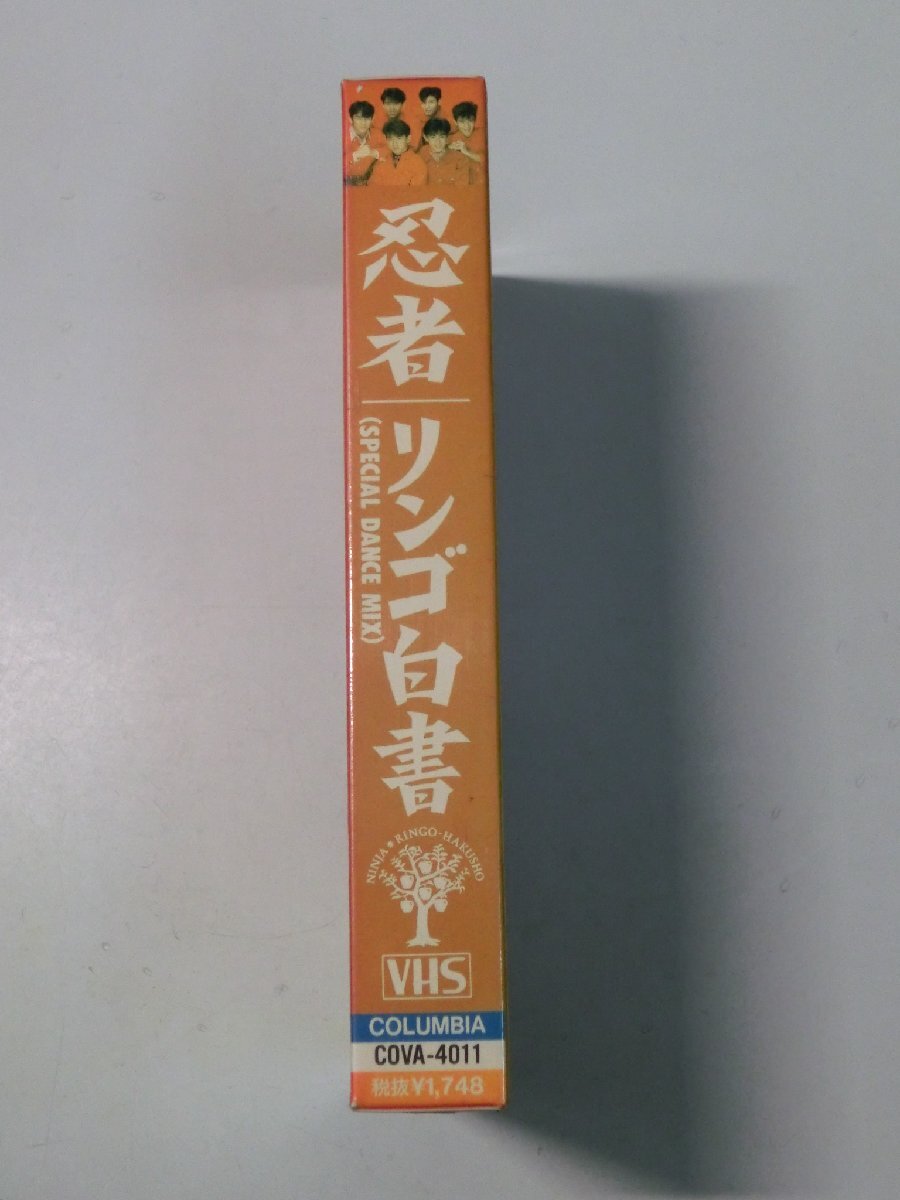 忍者
リンゴ白書
(SPECIAL DANCE MIX)
NINJA * RINGO-HAKUSHO
VHS
COLUMBIA
COVA-4011
税抜¥1,748